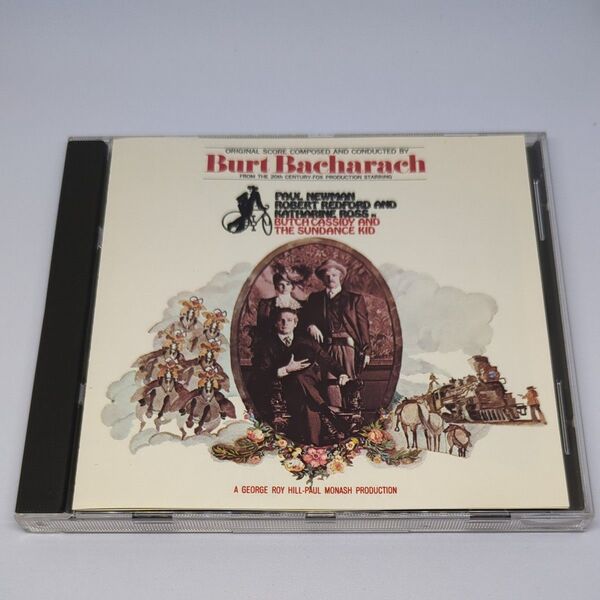 ORIGINAL SCORE COMPOSED AND CONDUCTED BY
Burt Bacharach
FROM THE 20th CENTURY-FOX PRODUCTION STARRING
PAUL NEWMAN
ROBERT REDFORD AND
KATHARINE ROSS in
BUTCH CASSIDY AND
THE SUNDANCE KID
A GEORGE ROY HILL-PAUL MONASH PRODUCTION